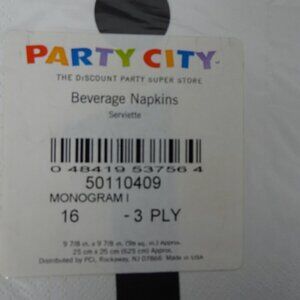 PARTY CITY
THE DISCOUNT PARTY SUPER STORE
Beverage Napkins
Serviette
0 48419 53756 4
50110409
MONOGRAM I
16 - 3 PLY
9 7/8 in. x 9 7/8 in. (98 sq. in.) Approx.
25 cm x 25 cm (625 cm) Approx.
Distributed by PCI, Rockaway, NJ 07866 Made in USA